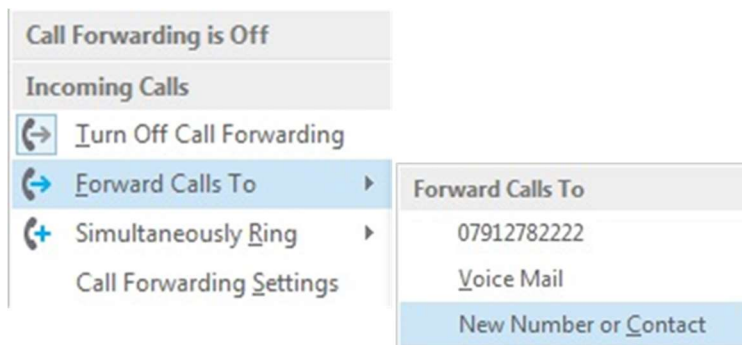 Call Forwarding is Off
Incoming Calls
Turn Off Call Forwarding
Forward Calls To
Simultaneously Ring
Call Forwarding Settings
Forward Calls To
07912782222
Voice Mail
New Number or Contact